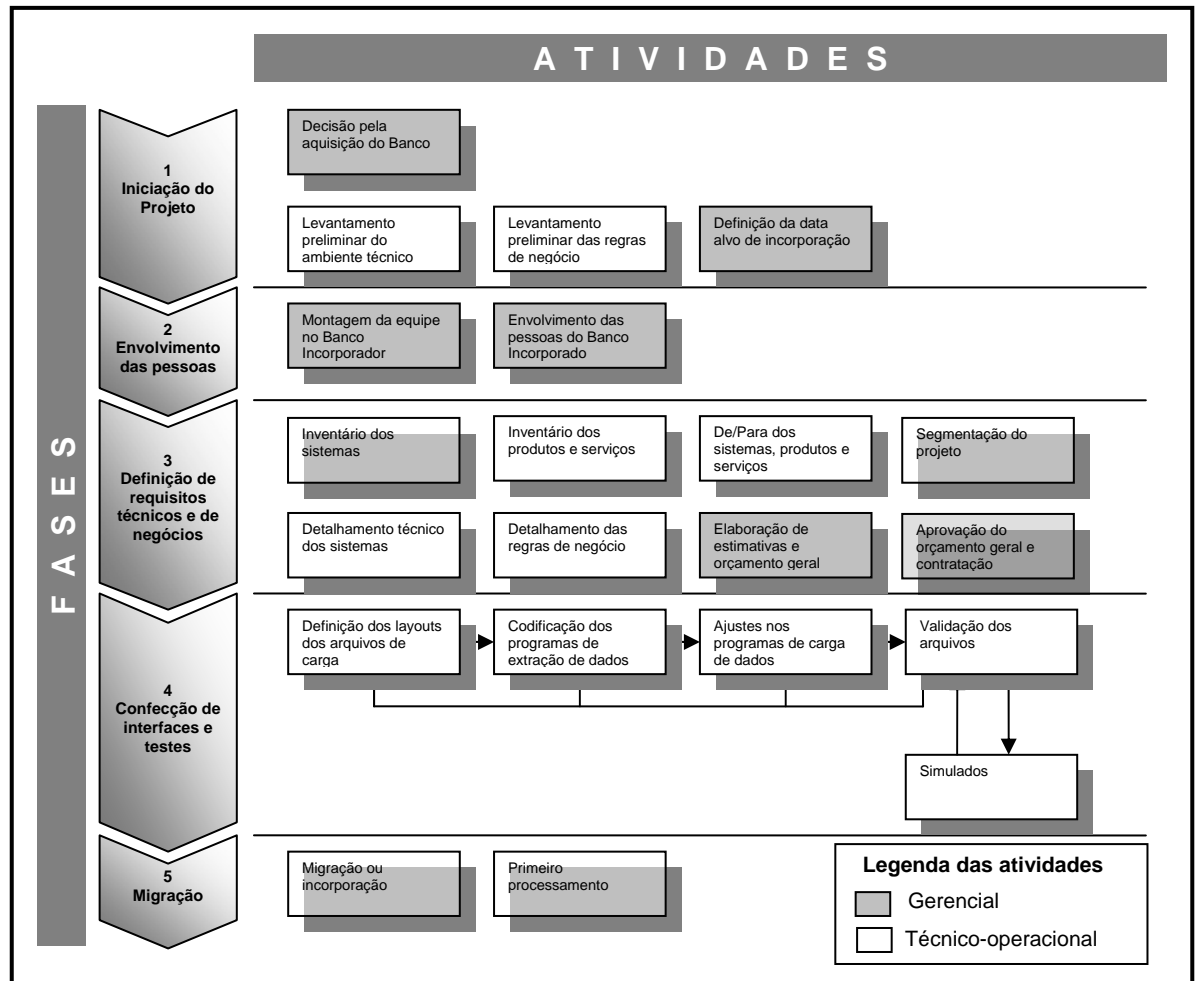 A T I V I D A D E S
F A S E S
1
Iniciação do
Projeto
Decisão pela
aquisição do Banco
Levantamento
preliminar do
ambiente técnico
Levantamento
preliminar das regras
de negócio
Definição da data
alvo de incorporação
2
Envolvimento
das pessoas
Montagem da equipe
no Banco
Incorporador
Envolvimento das
pessoas do Banco
Incorporado
3
Definição de
requisitos
técnicos e de
negócios
Inventário dos
sistemas
Inventário dos
produtos e serviços
De/Para dos
sistemas, produtos e
serviços
Segmentação do
projeto
Detalhamento técnico
dos sistemas
Detalhamento das
regras de negócio
Elaboração de
estimativas e
orçamento geral
Aprovação do
orçamento geral e
contratação
4
Confecção de
interfaces e
testes
Definição dos layouts
dos arquivos de
carga
Codificação dos
programas de
extração de dados
Ajustes nos
programas de carga
de dados
Validação dos
arquivos
Simulados
5
Migração
Migração ou
incorporação
Primeiro
processamento
Legenda das atividades
Gerencial
Técnico-operacional